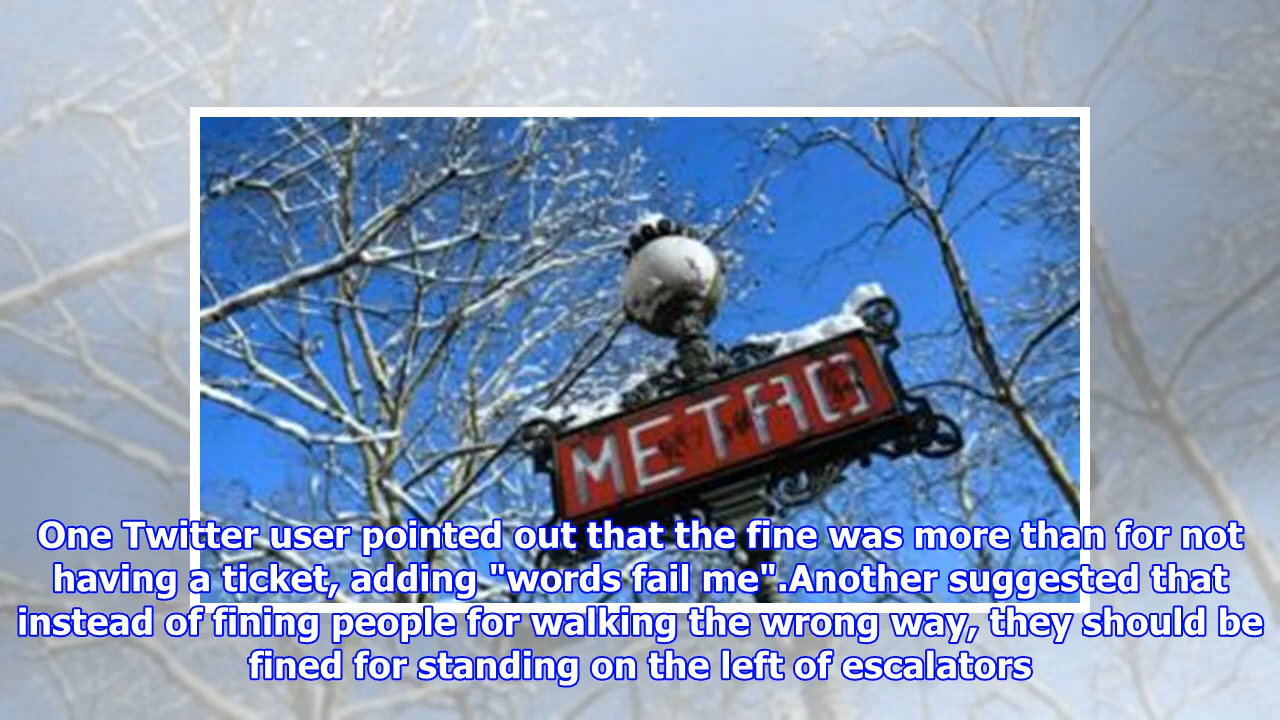 METRO
One Twitter user pointed out that the fine was more than for not
having a ticket, adding "words fail me".Another suggested that
instead of fining people for walking the wrong way, they should be
fined for standing on the left of escalators